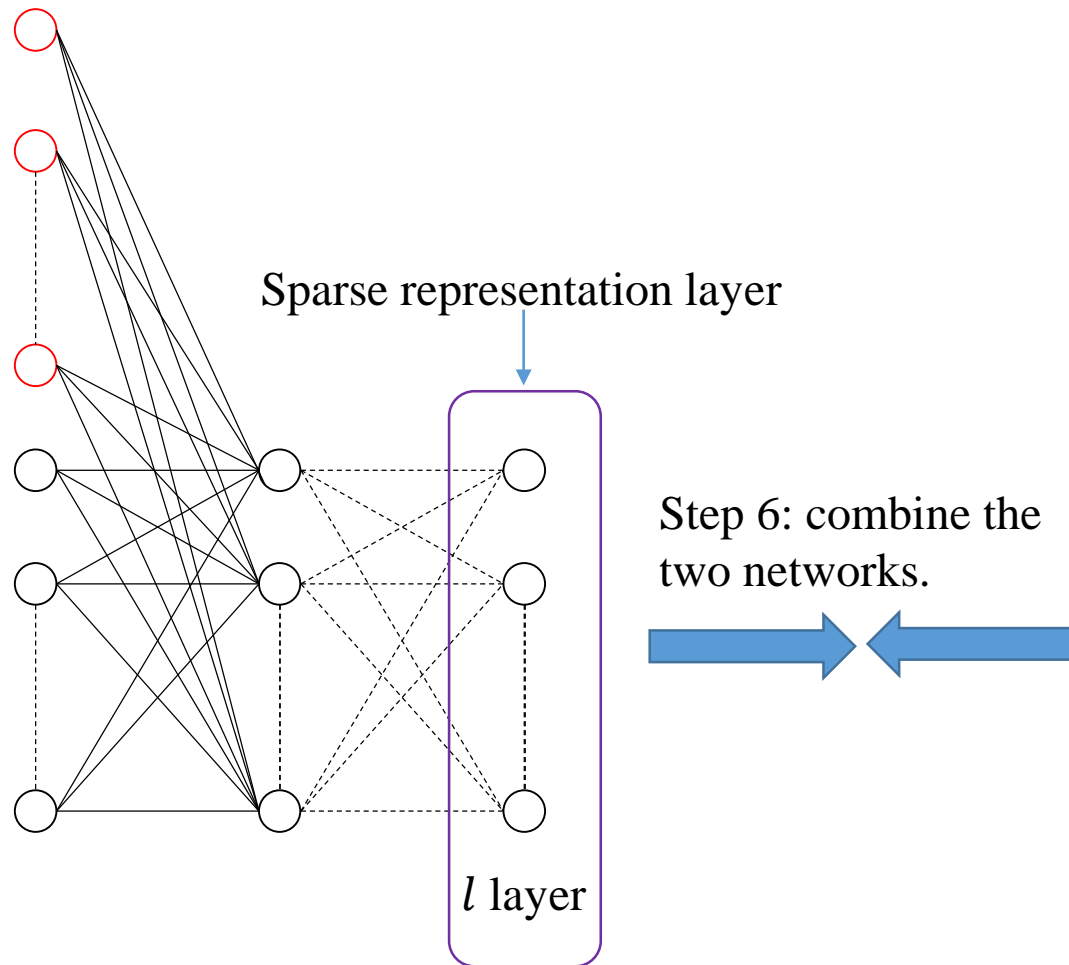 Sparse representation layer
Step 6: combine the
two networks.
l layer